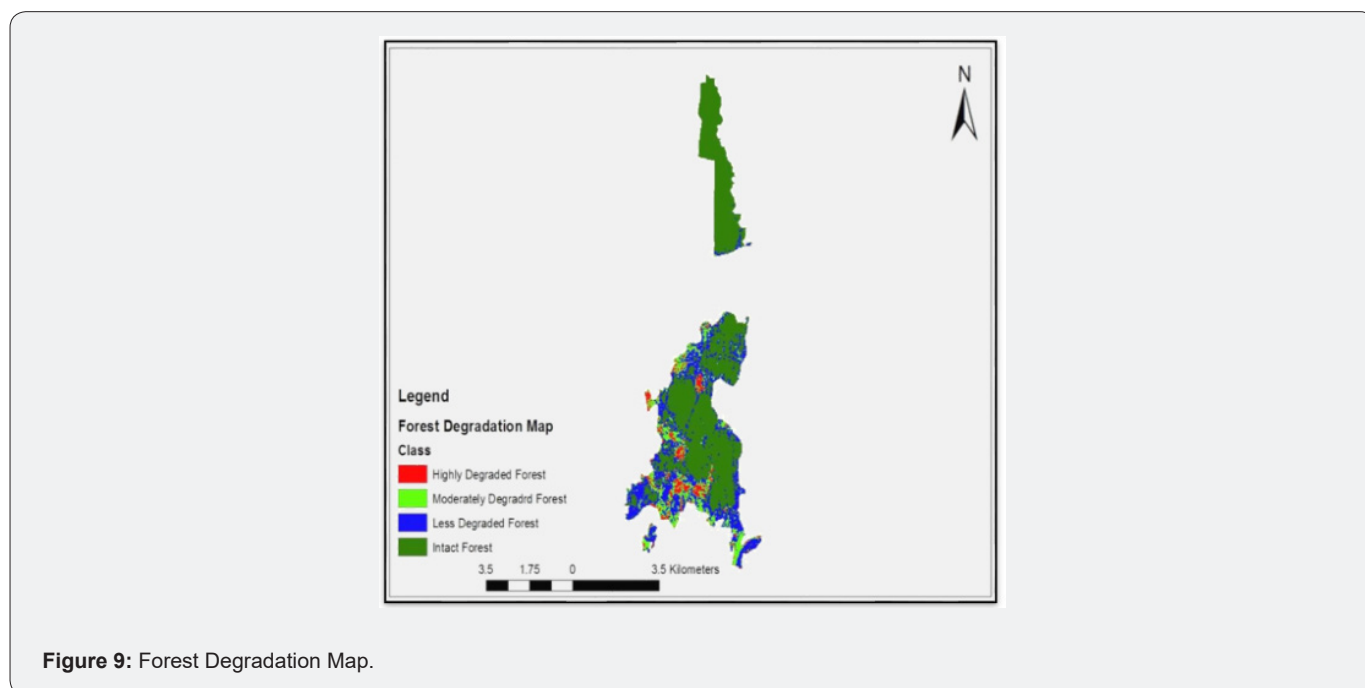 N
Legend
Forest Degradation Map
Class
Highly Degraded Forest
Moderately Degradrd Forest
Less Degraded Forest
Intact Forest
3.5 1.75 0 3.5 Kilometers
Figure 9: Forest Degradation Map.